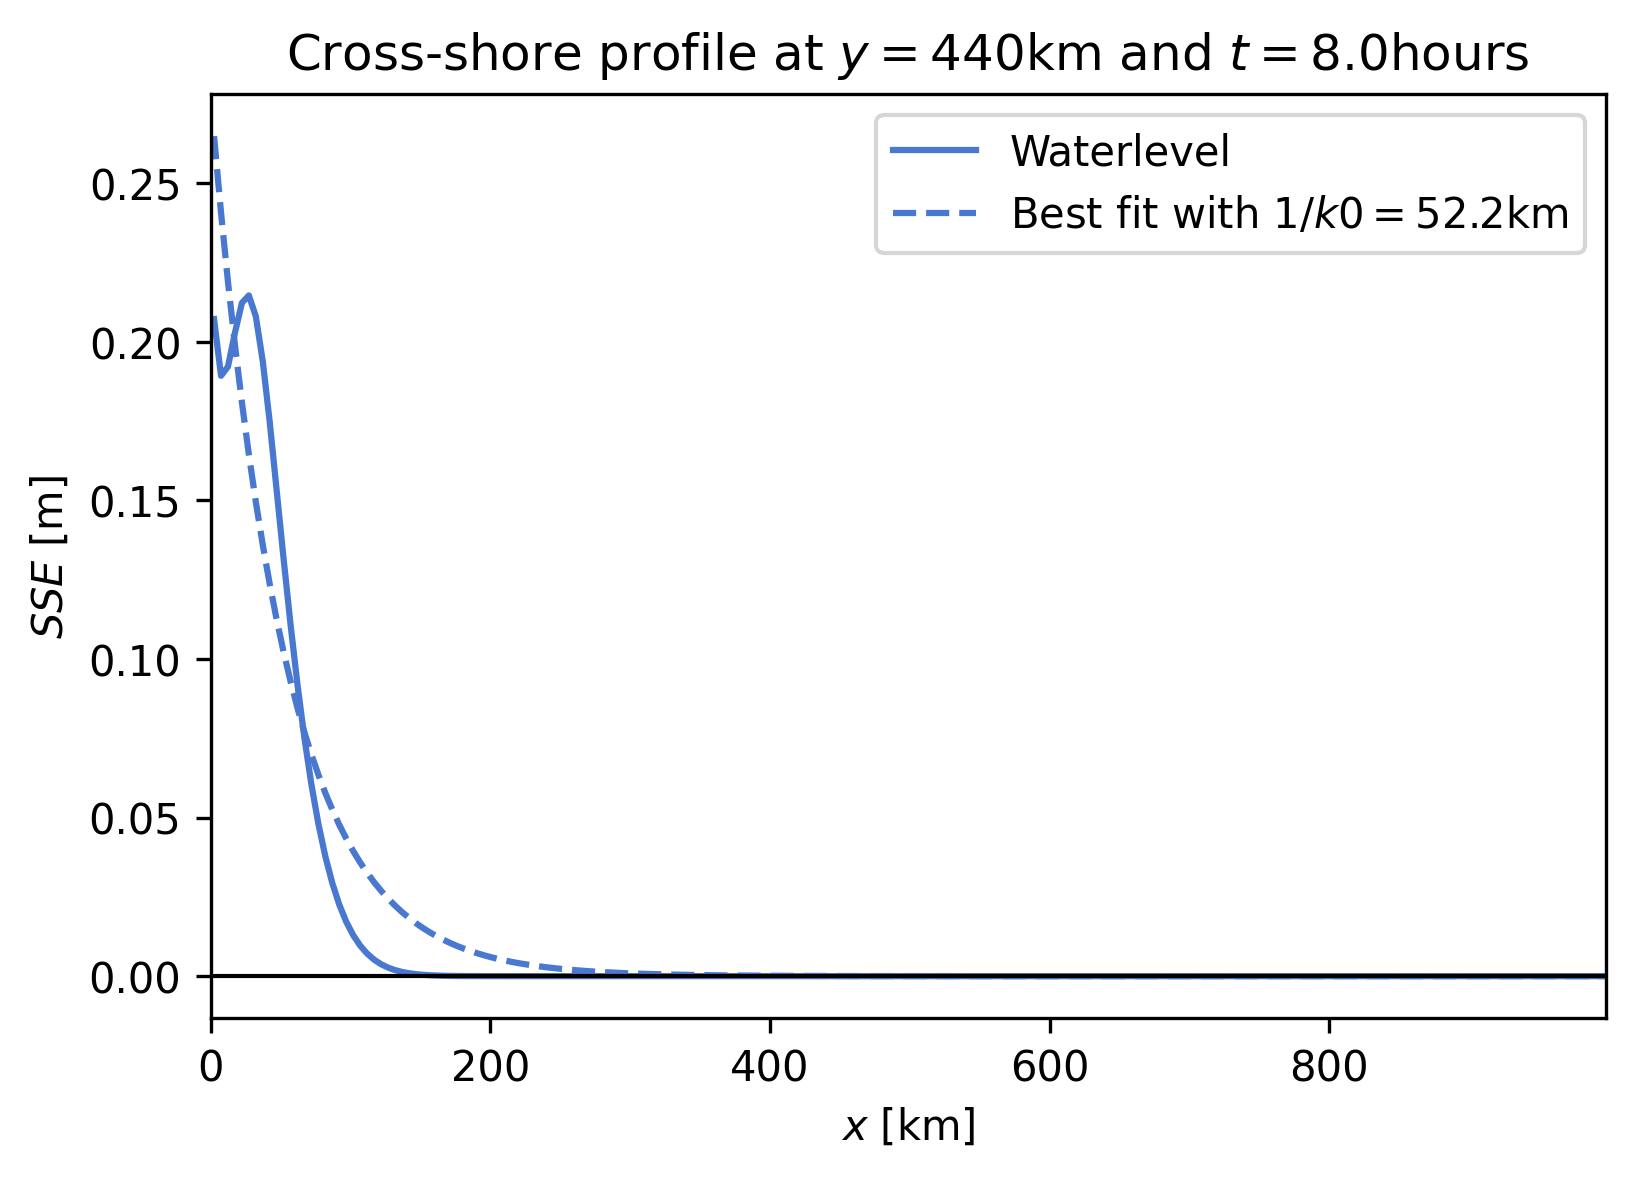 Cross-shore profile at y = 440km and t = 8.0hours
Waterlevel
Best fit with 1/k0 = 52.2km
0.25
0.20
0.15
0.10
0.05
0.00
SSE [m]
0 200 400 600 800
x [km]